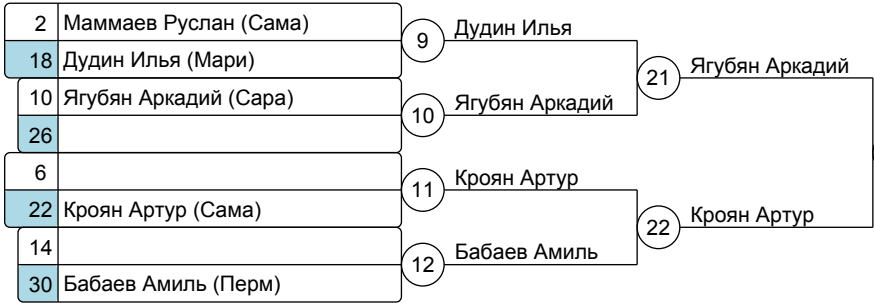 2 Маммаев Руслан (Сама)
18 Дудин Илья (Мари)
9 Дудин Илья
10 Ягубян Аркадий (Сара)
26
10 Ягубян Аркадий
21 Ягубян Аркадий
6
22 Кроян Артур (Сама)
11 Кроян Артур
14
30 Бабаев Амиль (Перм)
12 Бабаев Амиль
22 Кроян Артур